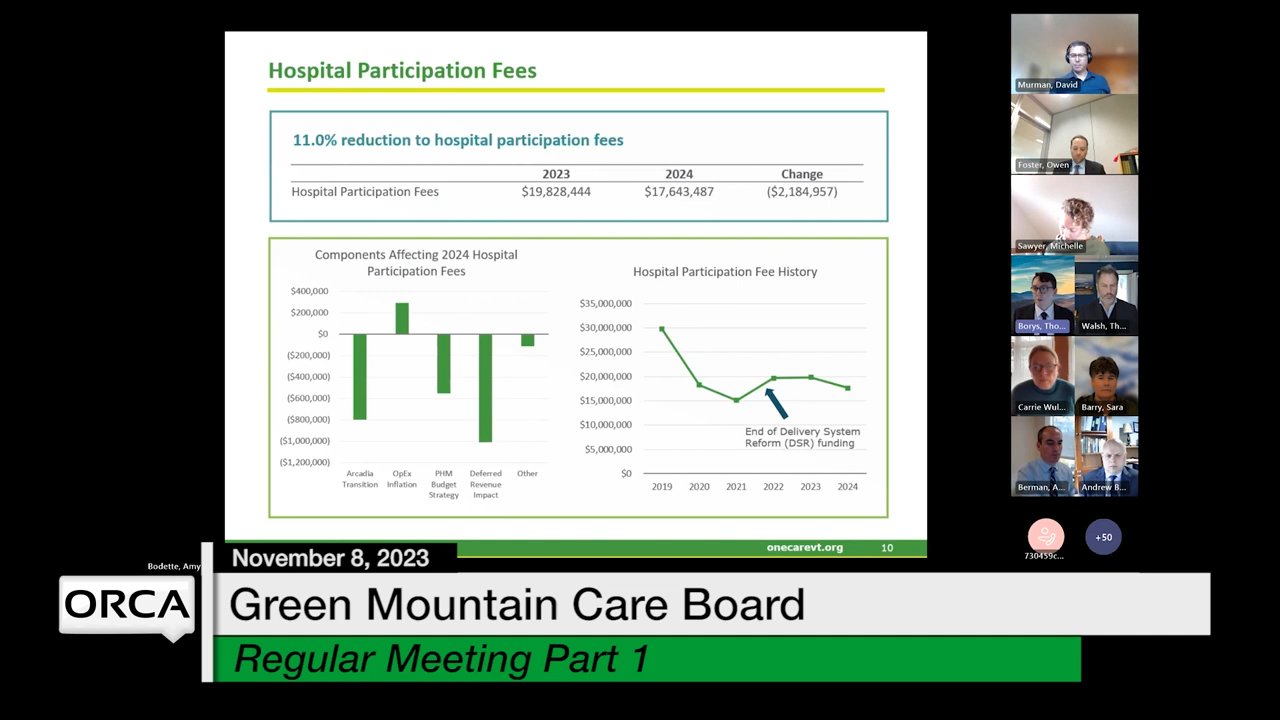 Hospital Participation Fees
11.0% reduction to hospital participation fees
2023 2024 Change
Hospital Participation Fees $19,828,444 $17,643,487 ($2,184,957)
Components Affecting 2024 Hospital
Participation Fees
$400,000
$200,000
$0
($200,000)
($400,000)
($600,000)
($800,000)
($1,000,000)
($1,200,000)
Arcadia
Transition
OpEx
Inflation
PHM
Budget
Strategy
Deferred
Revenue
Impact
Other
Hospital Participation Fee History
$35,000,000
$30,000,000
$25,000,000
$20,000,000
$15,000,000
$10,000,000
$5,000,000
$0
End of Delivery System
Reform (DSR) funding
2019 2020 2021 2022 2023 2024
onecarevt.org 10
Murman, David
Foster, Owen
Sawyer, Michelle
Borys, Tho...
Walsh, Th...
Carrie Wul...
Barry, Sara
Berman, A...
Andrew B...
730459c...
+50
Bodette, Amy
November 8, 2023
ORCA
Green Mountain Care Board
Regular Meeting Part 1